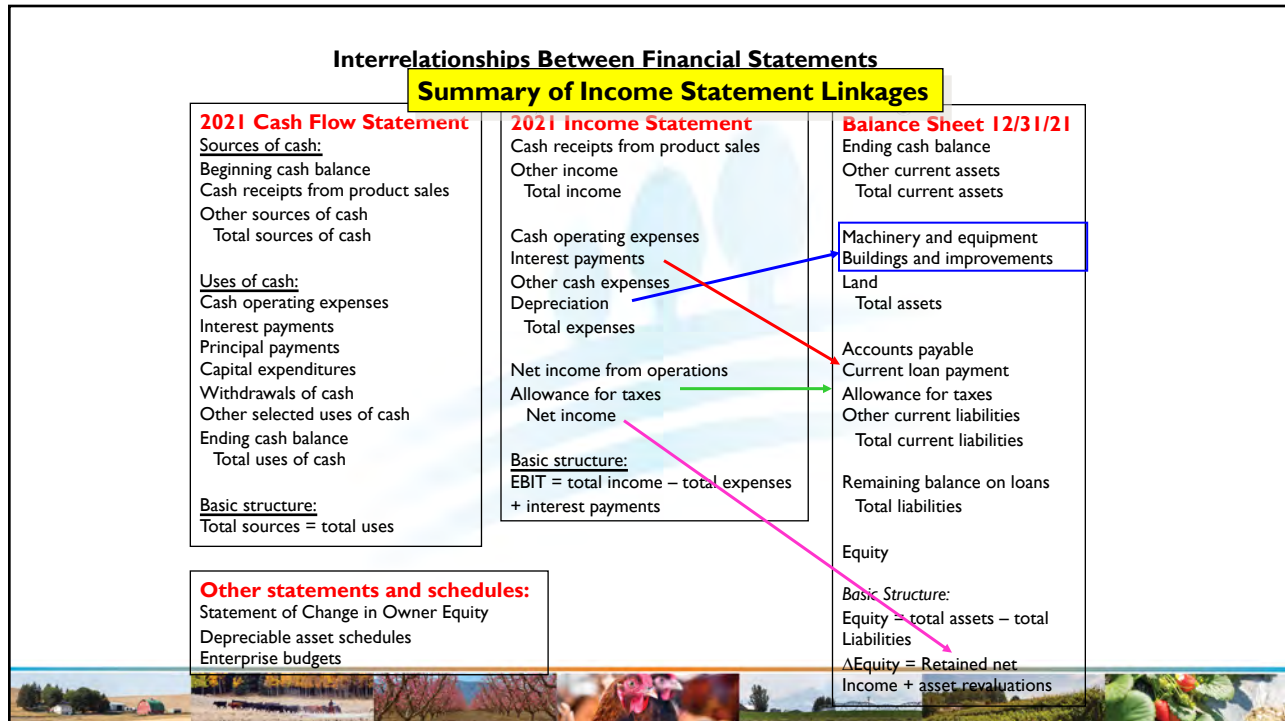 Interrelationships Between Financial Statements
Summary of Income Statement Linkages
2021 Cash Flow Statement
Sources of cash:
Beginning cash balance
Cash receipts from product sales
Other sources of cash
Total sources of cash
Uses of cash:
Cash operating expenses
Interest payments
Principal payments
Capital expenditures
Withdrawals of cash
Other selected uses of cash
Ending cash balance
Total uses of cash
Basic structure:
Total sources = total uses
2021 Income Statement
Cash receipts from product sales
Other income
Total income
Cash operating expenses
Interest payments
Other cash expenses
Depreciation
Total expenses
Net income from operations
Allowance for taxes
Net income
Basic structure:
EBIT = total income – total expenses
+ interest payments
Balance Sheet 12/31/21
Ending cash balance
Other current assets
Total current assets
Machinery and equipment
Buildings and improvements
Land
Total assets
Accounts payable
Current loan payment
Allowance for taxes
Other current liabilities
Total current liabilities
Remaining balance on loans
Total liabilities
Equity
Basic Structure:
Equity = total assets – total
Liabilities
ΔEquity = Retained net
Income + asset revaluations
Other statements and schedules:
Statement of Change in Owner Equity
Depreciable asset schedules
Enterprise budgets